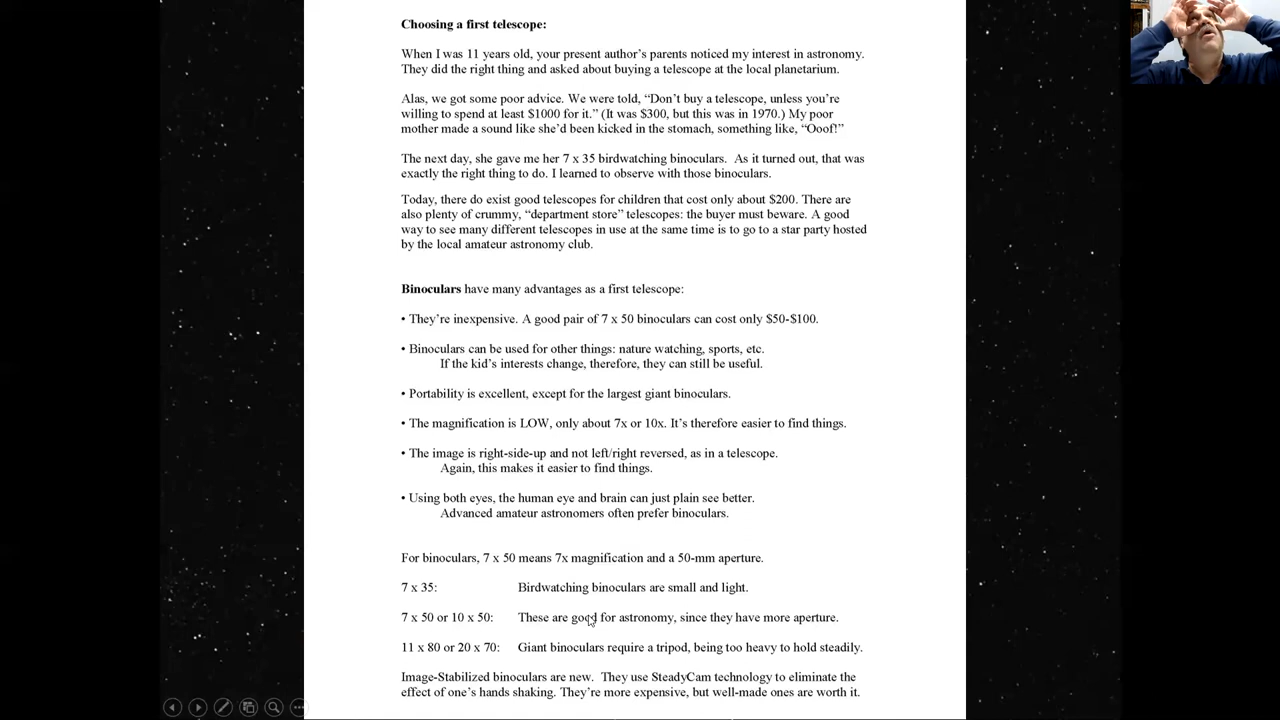 Choosing a first telescope:
When I was 11 years old, your present author's parents noticed my interest in astronomy.
They did the right thing and asked about buying a telescope at the local planetarium.
Alas, we got some poor advice. We were told, “Don’t buy a telescope, unless you’re
willing to spend at least $1000 for it.” (It was $300, but this was in 1970.) My poor
mother made a sound like she’d been kicked in the stomach, something like, “Ooof!”
The next day, she gave me her 7 x 35 birdwatching binoculars.  As it turned out, that was
exactly the right thing to do. I learned to observe with those binoculars.
Today, there do exist good telescopes for children that cost only about $200. There are
also plenty of crummy, “department store” telescopes: the buyer must beware. A good
way to see many different telescopes in use at the same time is to go to a star party hosted
by the local amateur astronomy club.
Binoculars have many advantages as a first telescope:
• They’re inexpensive. A good pair of 7 x 50 binoculars can cost only $50-$100.
• Binoculars can be used for other things: nature watching, sports, etc.
If the kid’s interests change, therefore, they can still be useful.
• Portability is excellent, except for the largest giant binoculars.
• The magnification is LOW, only about 7x or 10x. It’s therefore easier to find things.
• The image is right-side-up and not left/right reversed, as in a telescope.
Again, this makes it easier to find things.
• Using both eyes, the human eye and brain can just plain see better.
Advanced amateur astronomers often prefer binoculars.
For binoculars, 7 x 50 means 7x magnification and a 50-mm aperture.
7 x 35: Birdwatching binoculars are small and light.
7 x 50 or 10 x 50: These are good for astronomy, since they have more aperture.
11 x 80 or 20 x 70: Giant binoculars require a tripod, being too heavy to hold steadily.
Image-Stabilized binoculars are new.  They use SteadyCam technology to eliminate the
effect of one’s hands shaking. They’re more expensive, but well-made ones are worth it.